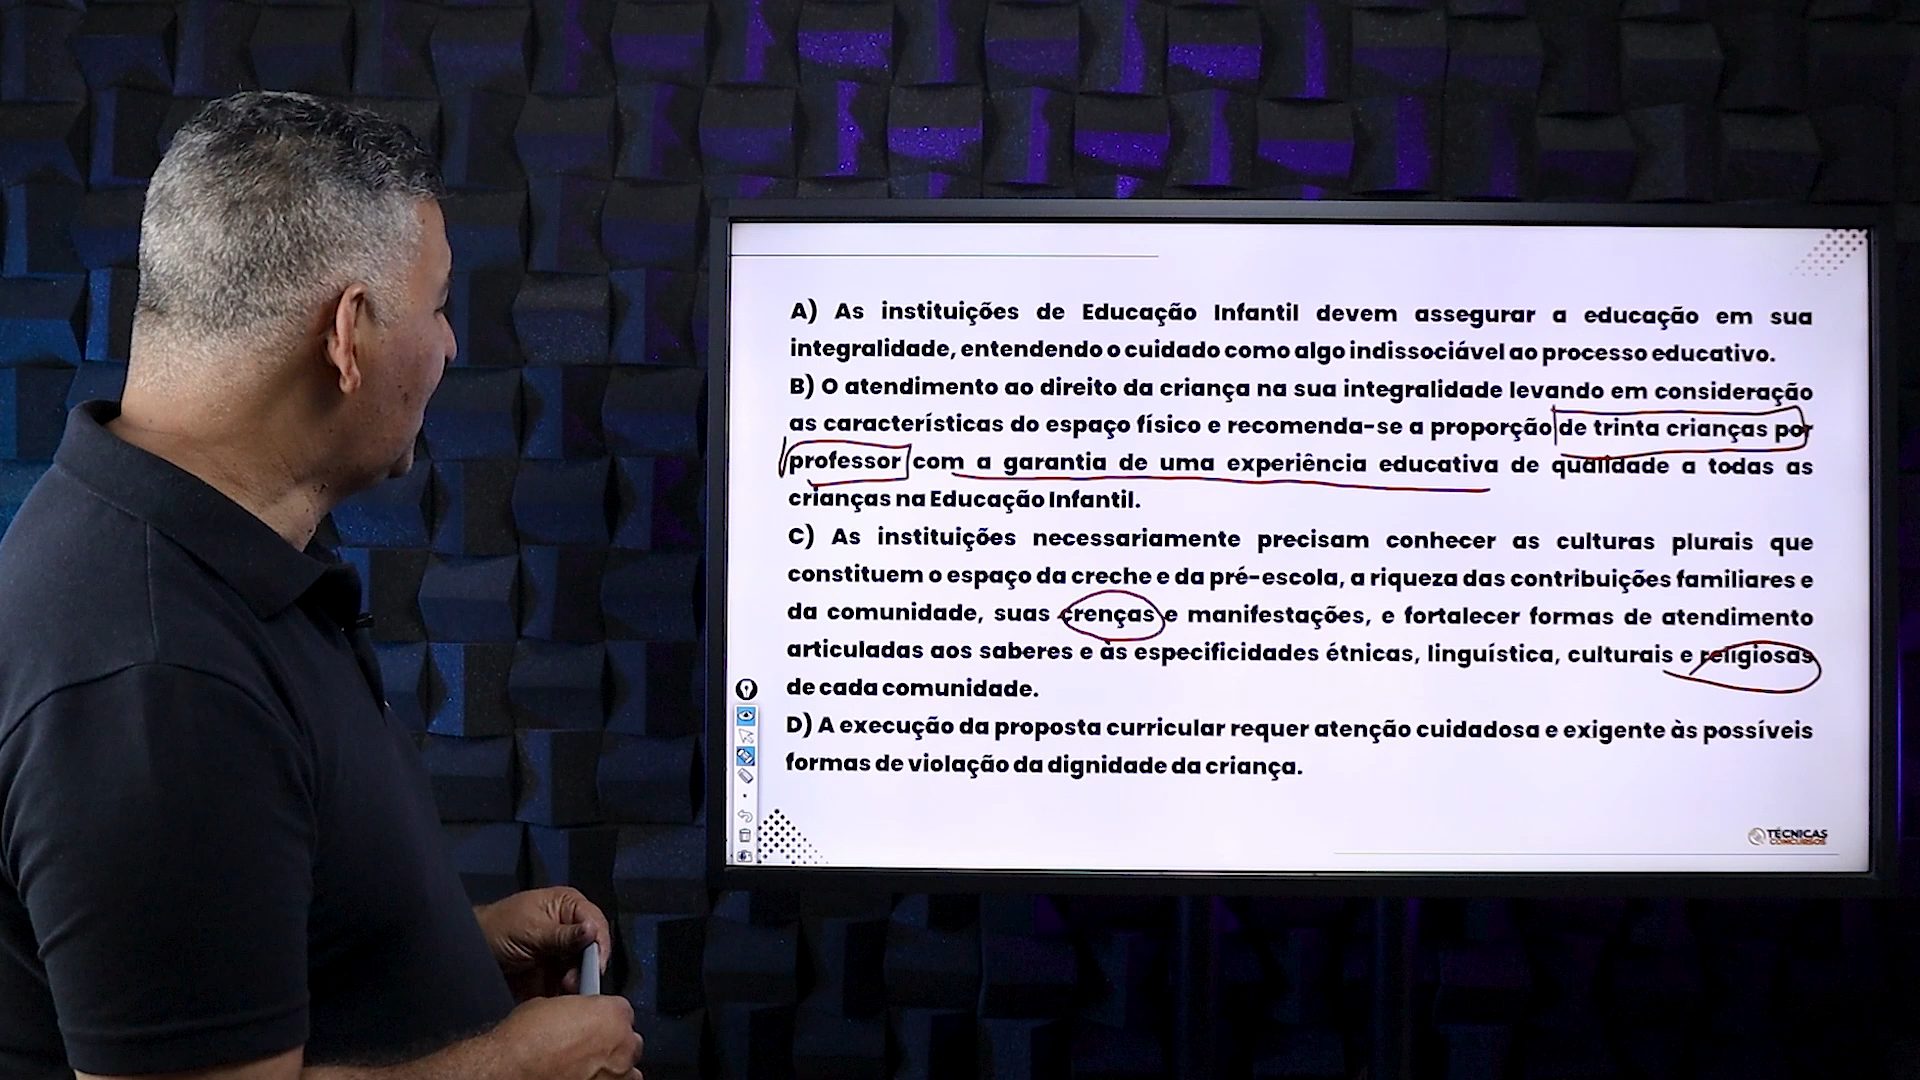 A) As instituições de Educação Infantil devem assegurar a educação em sua
integralidade, entendendo o cuidado como algo indissociável ao processo educativo.
B) O atendimento ao direito da criança na sua integralidade levando em consideração
as características do espaço físico e recomenda-se a proporção de trinta crianças por
professor com a garantia de uma experiência educativa de qualidade a todas as
crianças na Educação Infantil.
C) As instituições necessariamente precisam conhecer as culturas plurais que
constituem o espaço da creche e da pré-escola, a riqueza das contribuições familiares e
da comunidade, suas crenças e manifestações, e fortalecer formas de atendimento
articuladas aos saberes e às especificidades étnicas, linguística, culturais e religiosas
de cada comunidade.
D) A execução da proposta curricular requer atenção cuidadosa e exigente às possíveis
formas de violação da dignidade da criança.
TÉCNICAS
CONCURSOS